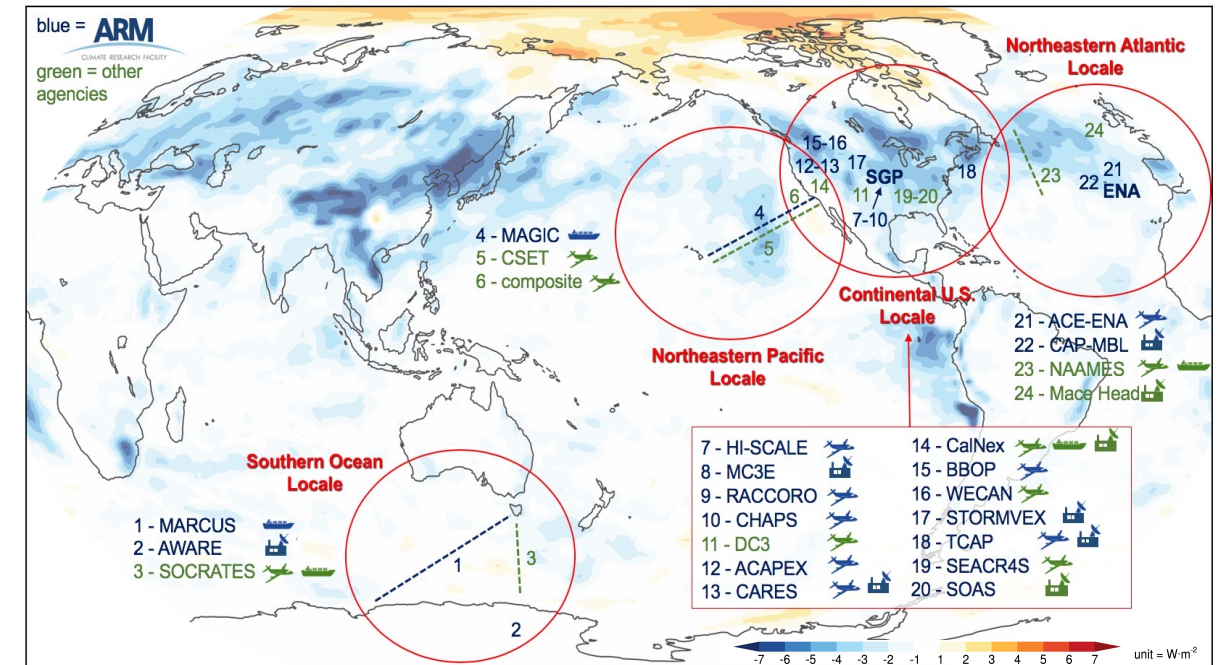 blue = ARM
CLIMATE RESEARCH FACILITY
green = other
agencies
Northeastern Atlantic
Locale
15-16
12-13
17
14
SGP
11
19-20
7-10
18
24
23
22
21
ENA
6
4
5
4 - MAGIC
5 - CSET
6 - composite
Continental U.S.
Locale
Northeastern Pacific
Locale
21 - ACE-ENA
22 - CAP-MBL
23 - NAAMES
24 - Mace Head
Southern Ocean
Locale
1 - MARCUS
2 - AWARE
3 - SOCRATES
1
3
2
7 - HI-SCALE
8 - MC3E
9 - RACCORO
10 - CHAPS
11 - DC3
12 - ACAPEX
13 - CARES
14 - CalNex
15 - BBOP
16 - WECAN
17 - STORMVEX
18 - TCAP
19 - SEACR4S
20 - SOAS
-7 -6 -5 -4 -3 -2 -1 1 2 3 4 5 6 7
unit = W·m-2